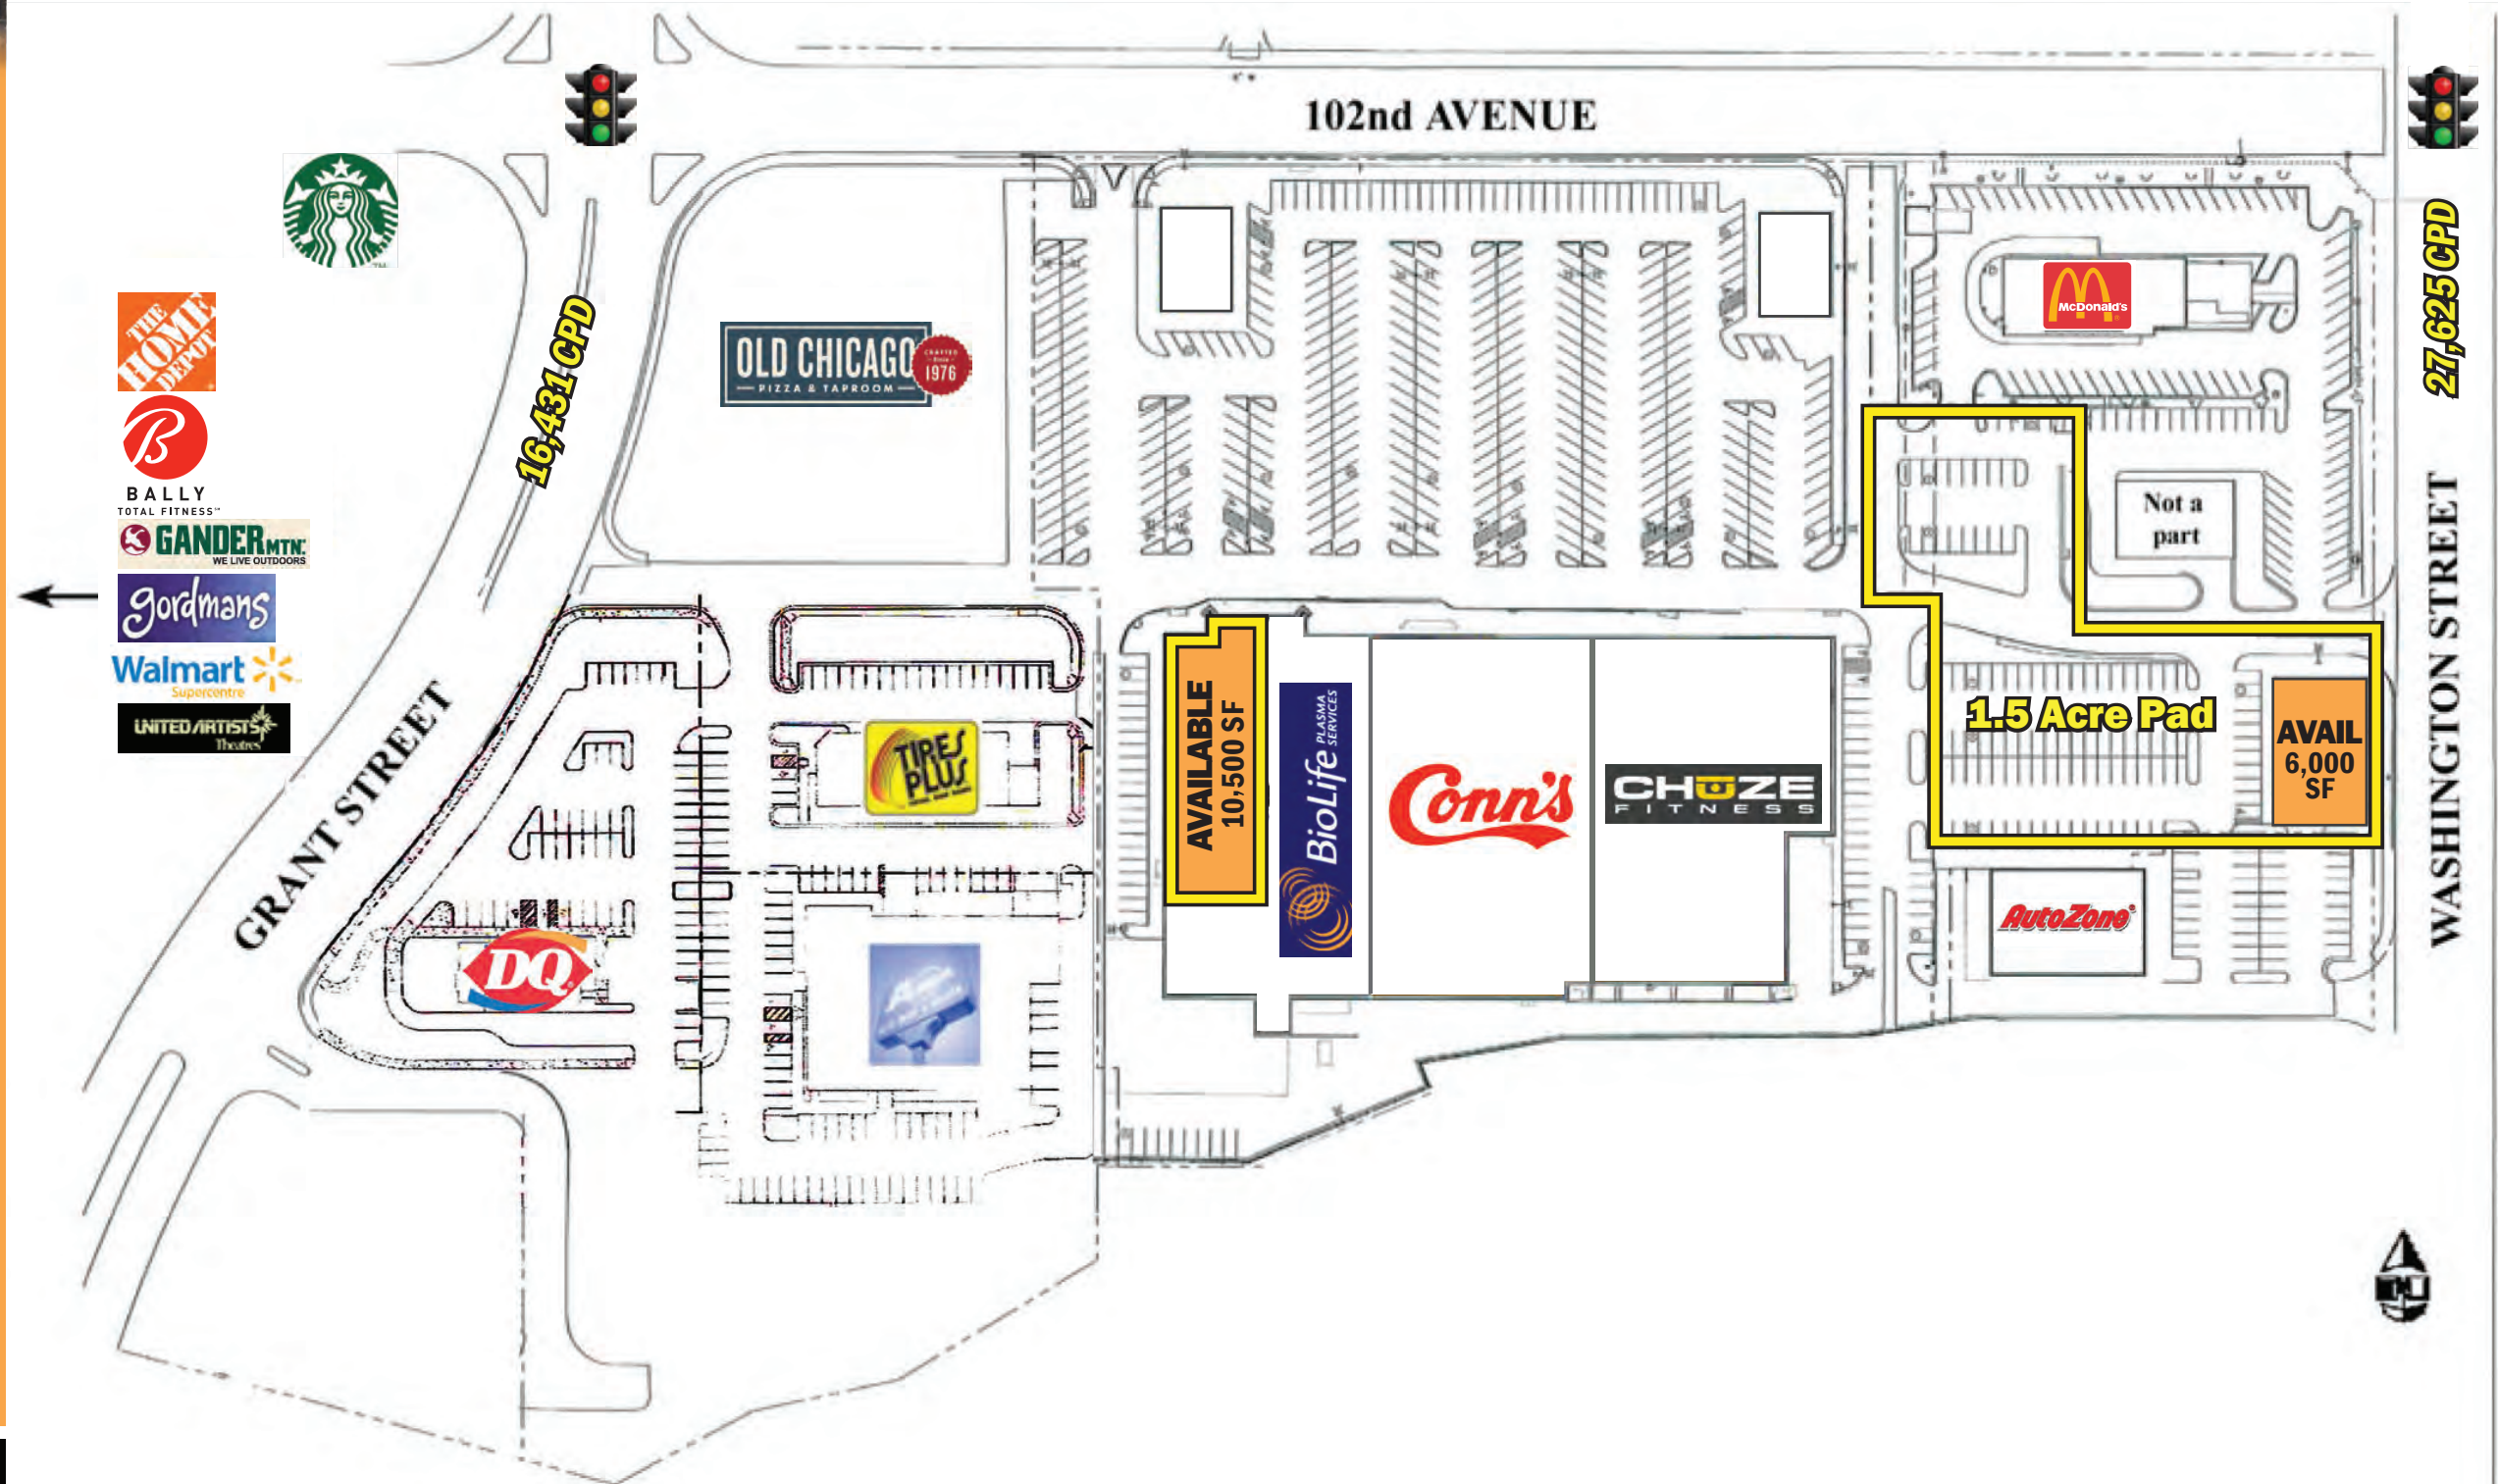 102nd AVENUE
27,625 CPD
16,431 CPD
THE
HOME
DEPOT
B
BALLY
TOTAL FITNESS
GANDER MTN.
WE LIVE OUTDOORS
gordmans
Walmart
Supercentre
UNITED ARTISTS
Theatres
OLD CHICAGO
PIZZA & TAPROOM
CRAFTED
1976
McDonald's
Not a
part
WASHINGTON STREET
GRANT STREET
TIRES
PLUS
DQ
AVAILABLE
10,500 SF
BioLife PLASMA
SERVICES
Conn's
CHUZE
FITNESS
1.5 Acre Pad
AVAIL
6,000
SF
AutoZone